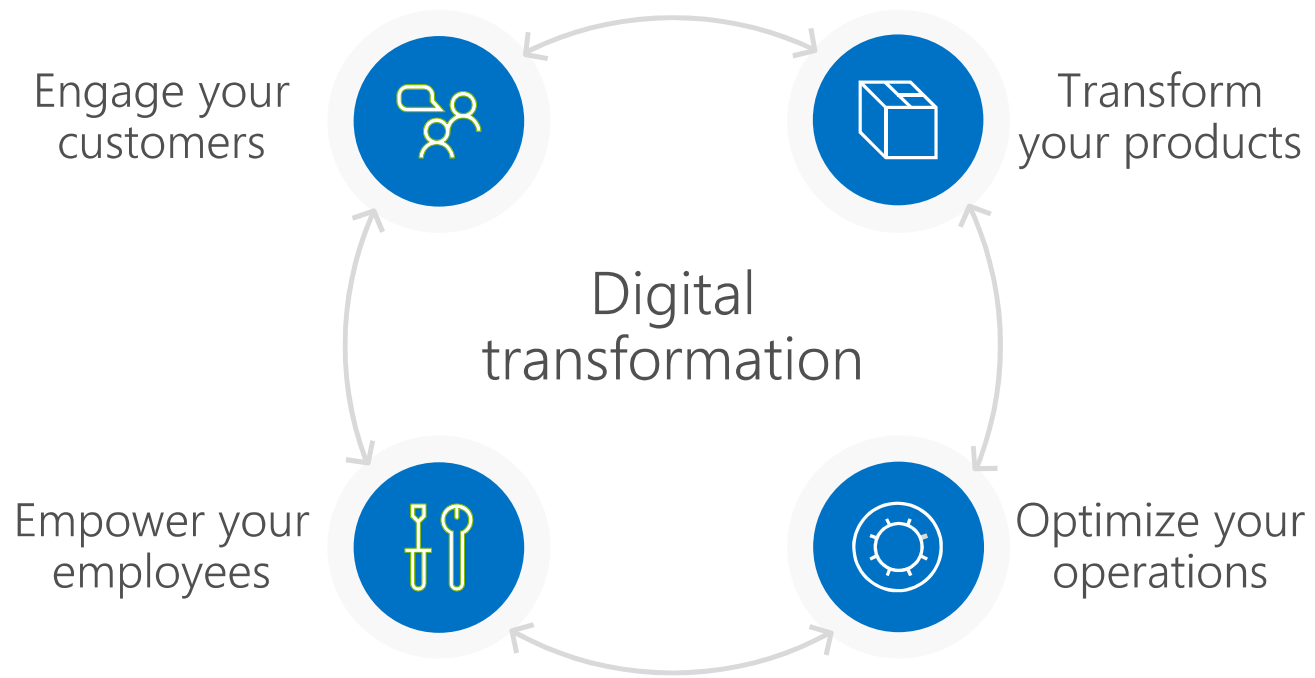 Engage your
customers
Transform
your products
Digital
transformation
Empower your
employees
Optimize your
operations